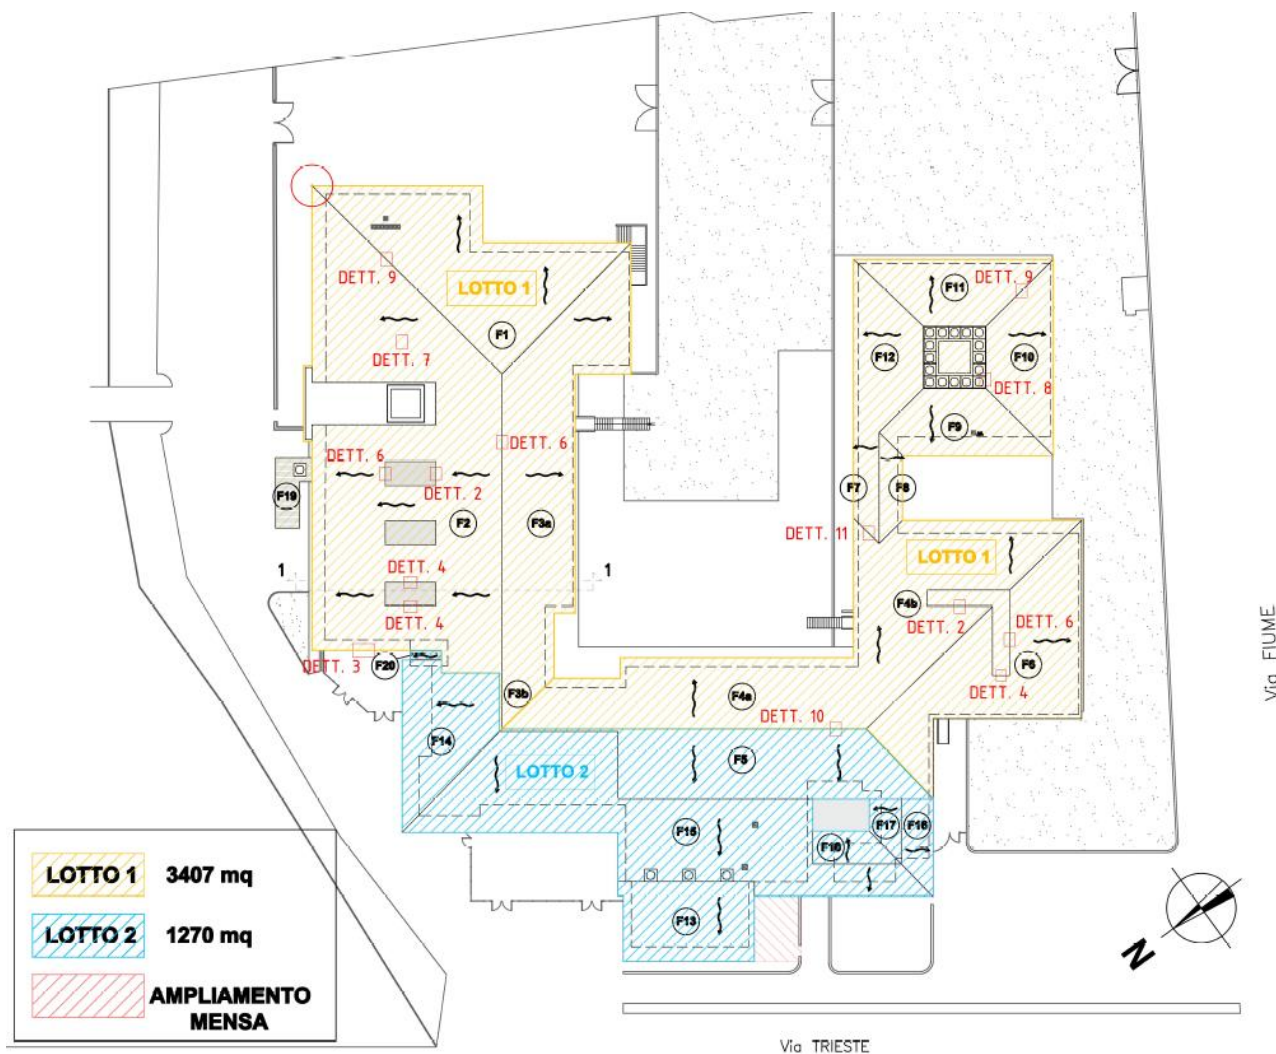 DETT. 9
LOTTO 1
F1
DETT. 7
F11
DETT. 9
F12
F10
DETT. 8
F9
DETT. 6
DETT. 6
DETT. 2
F19
F2
F3a
F7
F8
DETT. 11
LOTTO 1
1
DETT. 4
1
DETT. 4
F4b
DETT. 2
DETT. 6
DETT. 3
F20
F6
DETT. 4
F3b
F4a
DETT. 10
F14
LOTTO 2
F5
F15
F17
F16
F18
F13
Via FIUME
N
LOTTO 1 3407 mq
LOTTO 2 1270 mq
AMPLIAMENTO
MENSA
Via TRIESTE